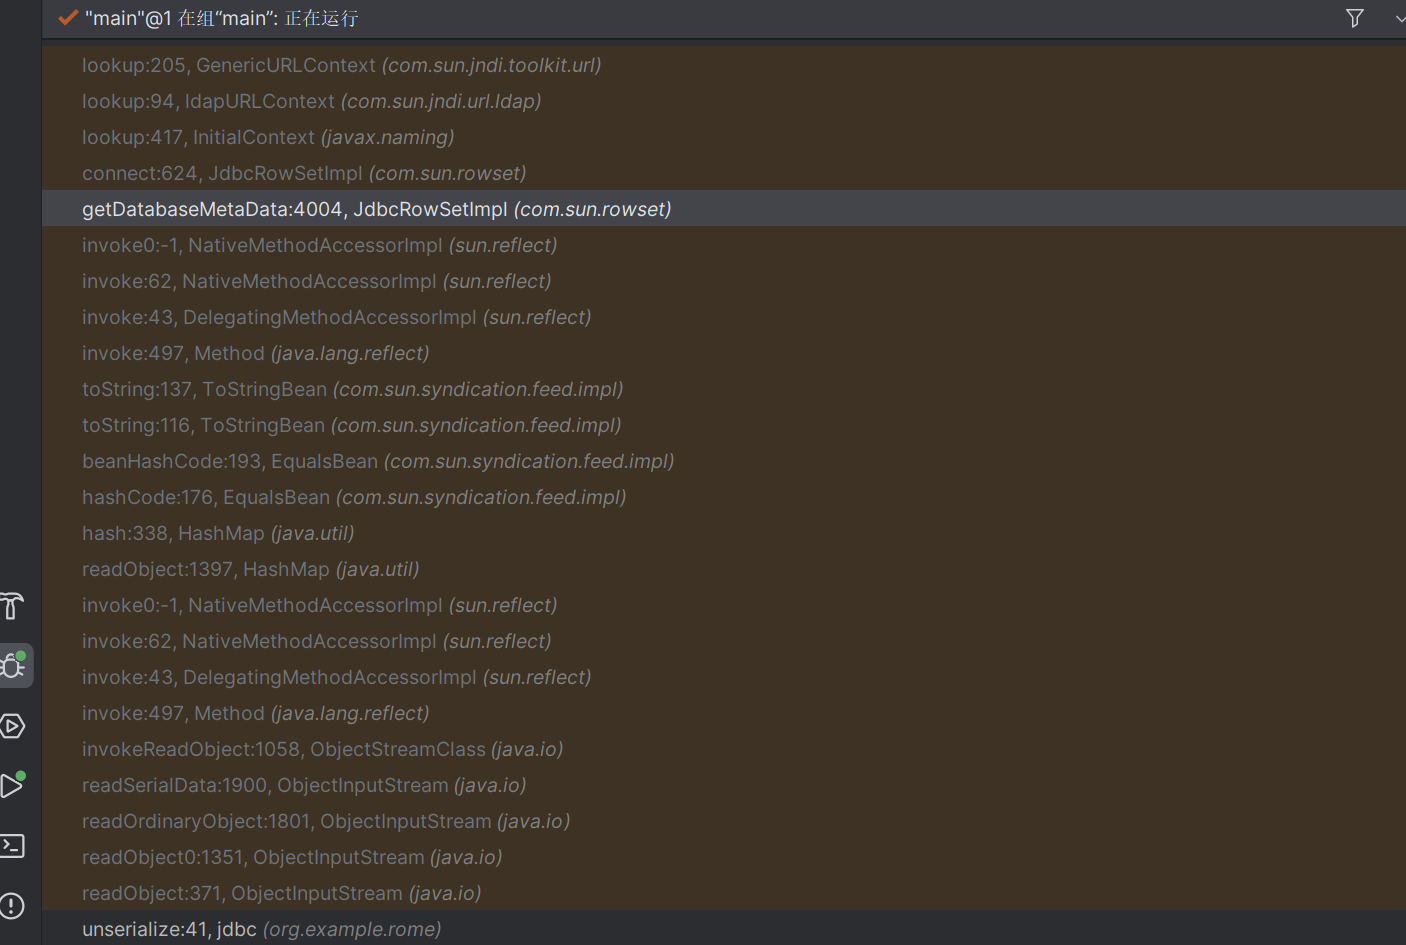 "main"@1 在组“main”: 正在运行
lookup:205, GenericURLContext (com.sun.jndi.toolkit.url)
lookup:94, ldapURLContext (com.sun.jndi.url.ldap)
lookup:417, InitialContext (javax.naming)
connect:624, JdbcRowSetImpl (com.sun.rowset)
getDatabaseMetaData:4004, JdbcRowSetImpl (com.sun.rowset)
invoke0:-1, NativeMethodAccessorImpl (sun.reflect)
invoke:62, NativeMethodAccessorImpl (sun.reflect)
invoke:43, DelegatingMethodAccessorImpl (sun.reflect)
invoke:497, Method (java.lang.reflect)
toString:137, ToStringBean (com.sun.syndication.feed.impl)
toString:116, ToStringBean (com.sun.syndication.feed.impl)
beanHashCode:193, EqualsBean (com.sun.syndication.feed.impl)
hashCode:176, EqualsBean (com.sun.syndication.feed.impl)
hash:338, HashMap (java.util)
readObject:1397, HashMap (java.util)
invoke0:-1, NativeMethodAccessorImpl (sun.reflect)
invoke:62, NativeMethodAccessorImpl (sun.reflect)
invoke:43, DelegatingMethodAccessorImpl (sun.reflect)
invoke:497, Method (java.lang.reflect)
invokeReadObject:1058, ObjectStreamClass (java.io)
readSerialData:1900, ObjectInputStream (java.io)
readOrdinaryObject:1801, ObjectInputStream (java.io)
readObject0:1351, ObjectInputStream (java.io)
readObject:371, ObjectInputStream (java.io)
unserialize:41, jdbc (org.example.rome)